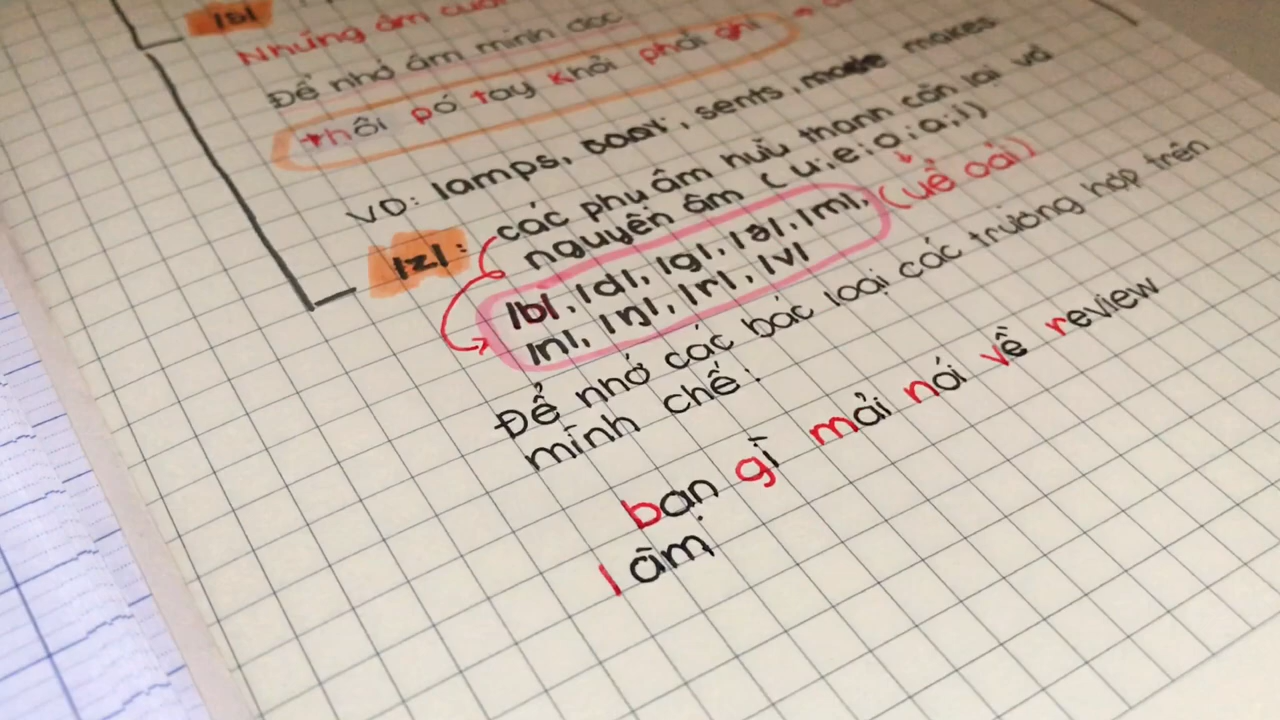 /s/
Những âm cuối
Để nhớ âm mình đọc
thôi pó tay khỏi phải ghi
VD: lamps, sents, makes
/z/: các phụ âm hưũ thanh còn lại và
nguyên âm (u;e;o;a;i)
(uể oải)
/b/, /d/, /g/, /m/,
/n/, /ŋ/, /r/, /v/
Để nhớ các bác loại các trường hợp trên
mình chế:
bạn gì mải nói về review
lâm